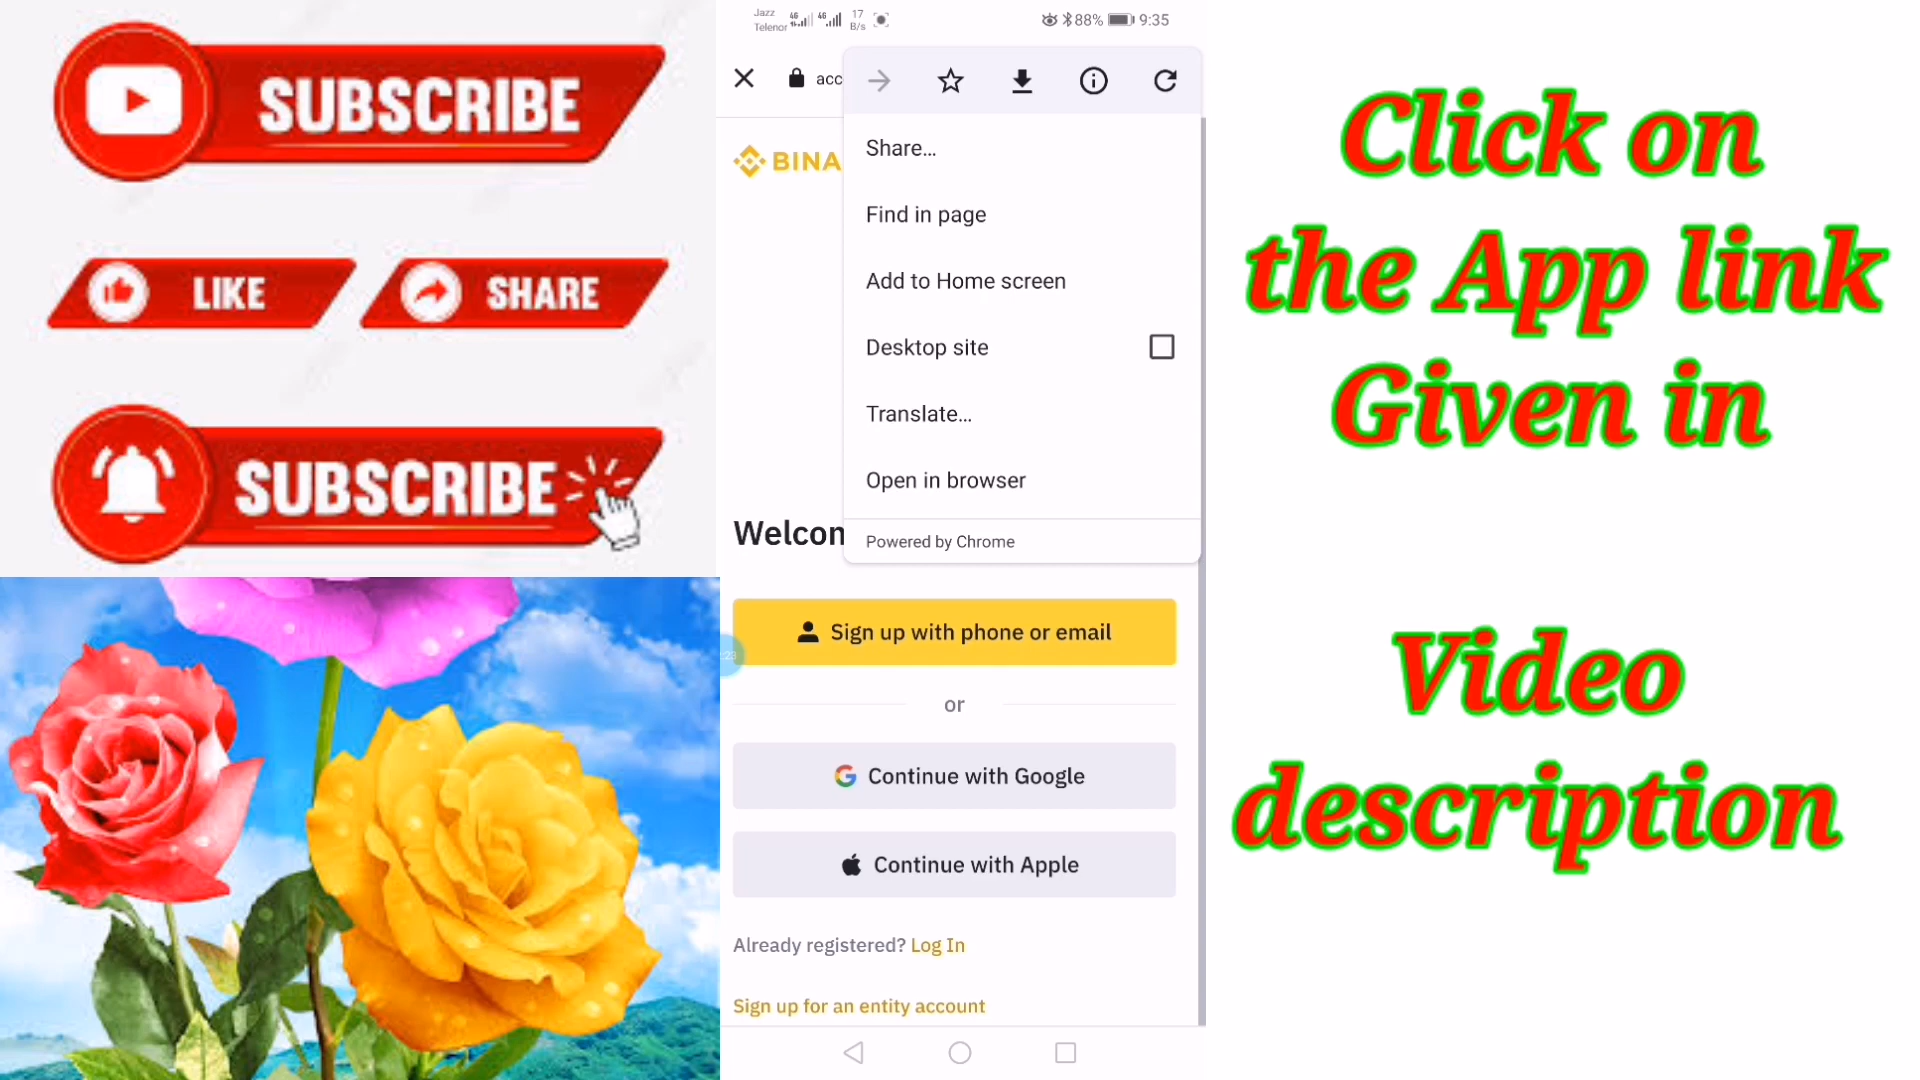 SUBSCRIBE
LIKE
SHARE
SUBSCRIBE
Jazz
Telenor
4G
4G
17
B/s
88%
9:35
acc
BINA
Share...
Find in page
Add to Home screen
Desktop site
Translate...
Open in browser
Powered by Chrome
Welcon
Sign up with phone or email
or
Continue with Google
Continue with Apple
Already registered? Log In
Sign up for an entity account
Click on
the App link
Given in
Video
description